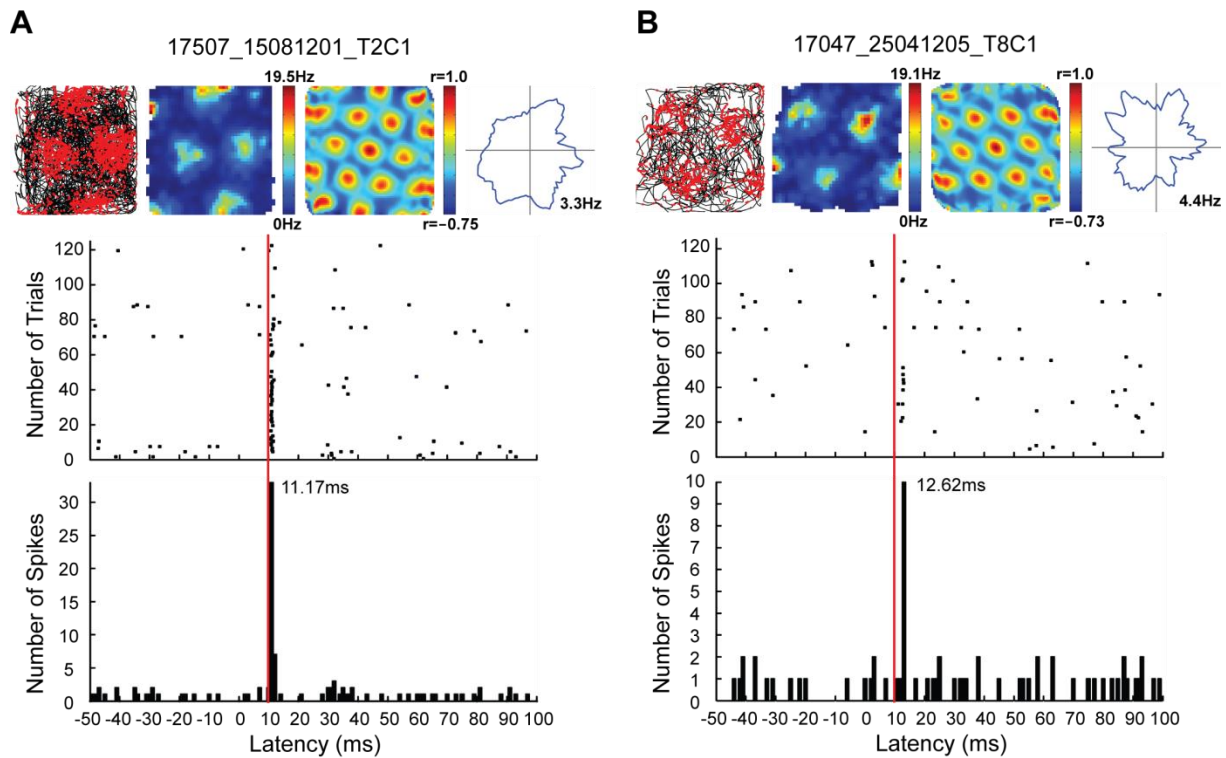 A
17507_15081201_T2C1
19.5Hz
r=1.0
0Hz
r=−0.75
3.3Hz
Number of Trials
120
100
80
60
40
20
0
11.17ms
Number of Spikes
30
25
20
15
10
5
0
-50 -40 -30 -20 -10 0 10 20 30 40 50 60 70 80 90 100
Latency (ms)
B
17047_25041205_T8C1
19.1Hz
r=1.0
0Hz
r=−0.73
4.4Hz
Number of Trials
120
100
80
60
40
20
0
12.62ms
Number of Spikes
10
9
8
7
6
5
4
3
2
1
0
-50 -40 -30 -20 -10 0 10 20 30 40 50 60 70 80 90 100
Latency (ms)